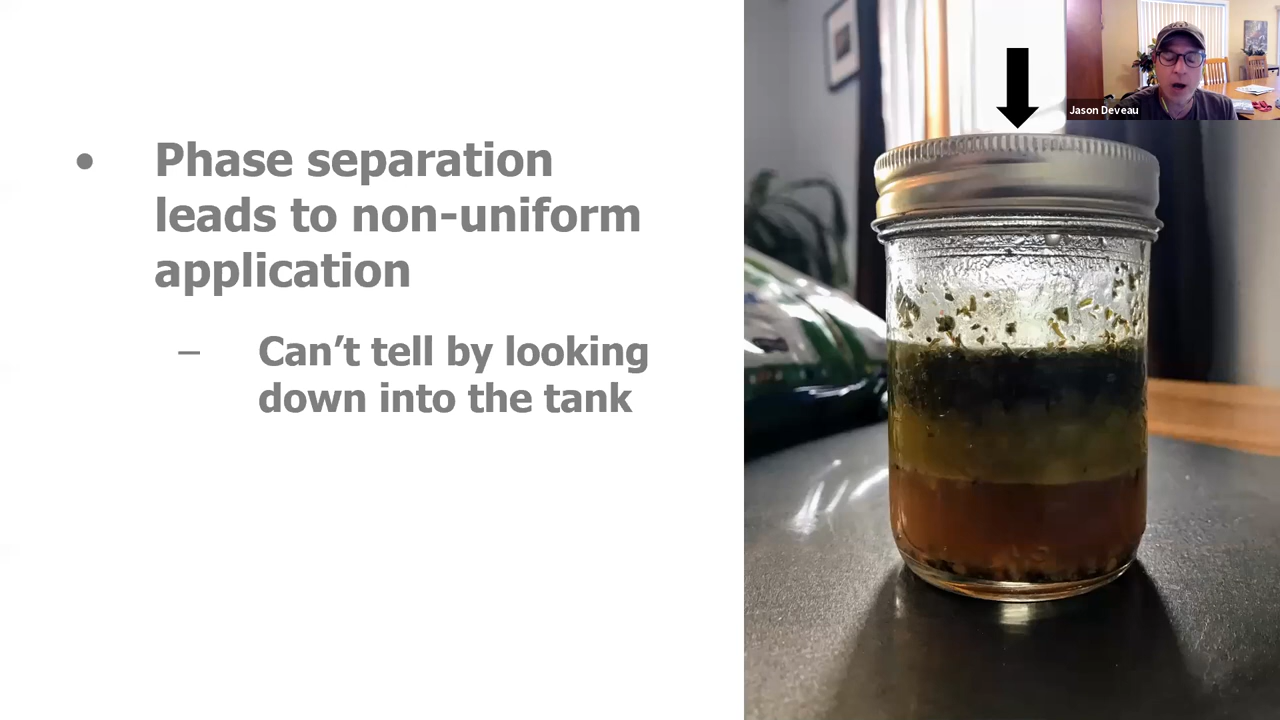 • Phase separation
leads to non-uniform
application
– Can’t tell by looking
down into the tank
Jason Deveau